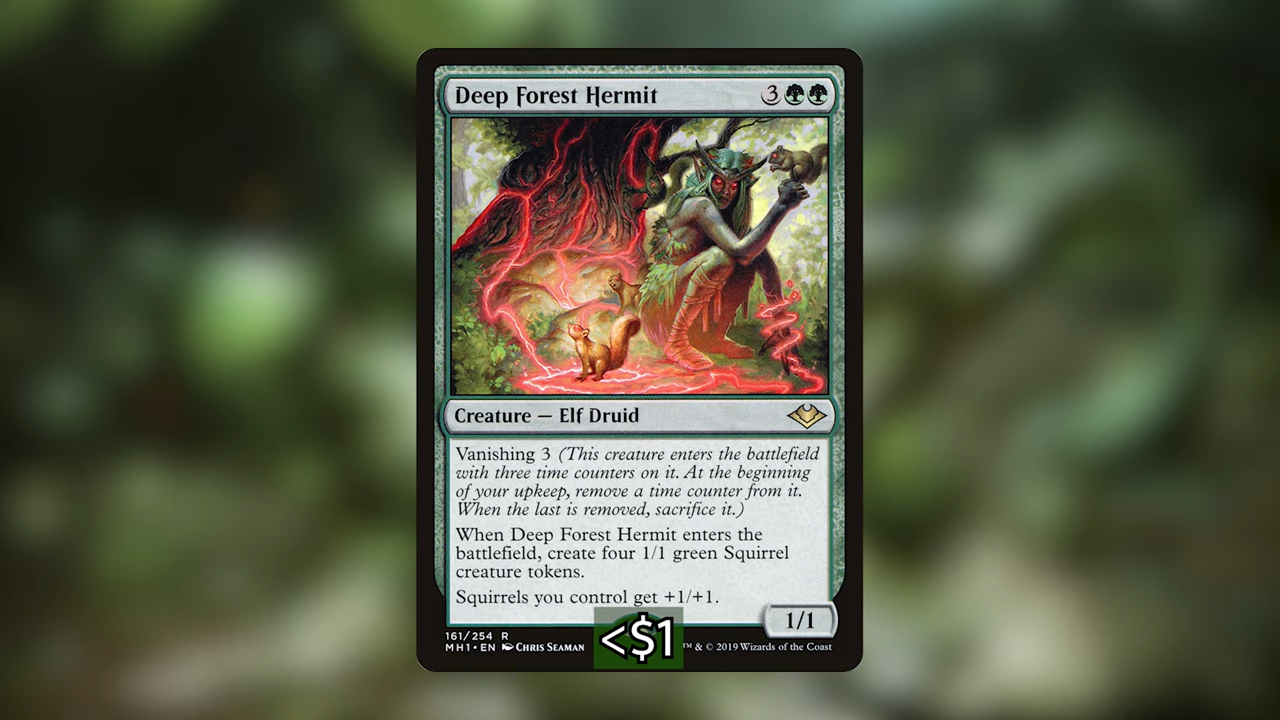 Deep Forest Hermit 3
Creature — Elf Druid
Vanishing 3 (This creature enters the battlefield
with three time counters on it. At the beginning
of your upkeep, remove a time counter from it.
When the last is removed, sacrifice it.)
When Deep Forest Hermit enters the
battlefield, create four 1/1 green Squirrel
creature tokens.
Squirrels you control get +1/+1.
1/1
<$1
161/254 R
MH1 • EN Chris Seaman ™ & © 2019 Wizards of the Coast